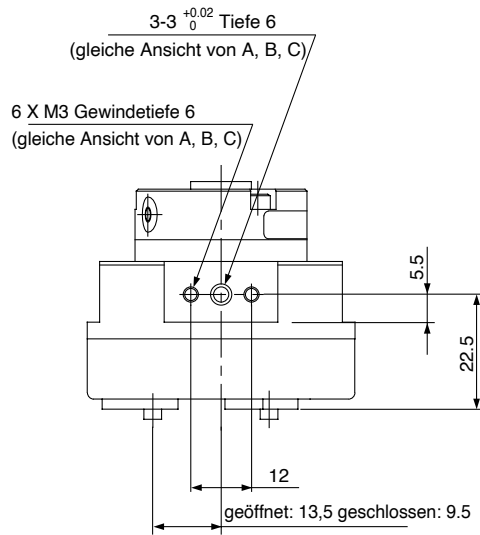 3-3 +0.02 0 Tiefe 6
(gleiche Ansicht von A, B, C)
6 X M3 Gewindetiefe 6
(gleiche Ansicht von A, B, C)
5.5
22.5
12
geöffnet: 13,5 geschlossen: 9.5